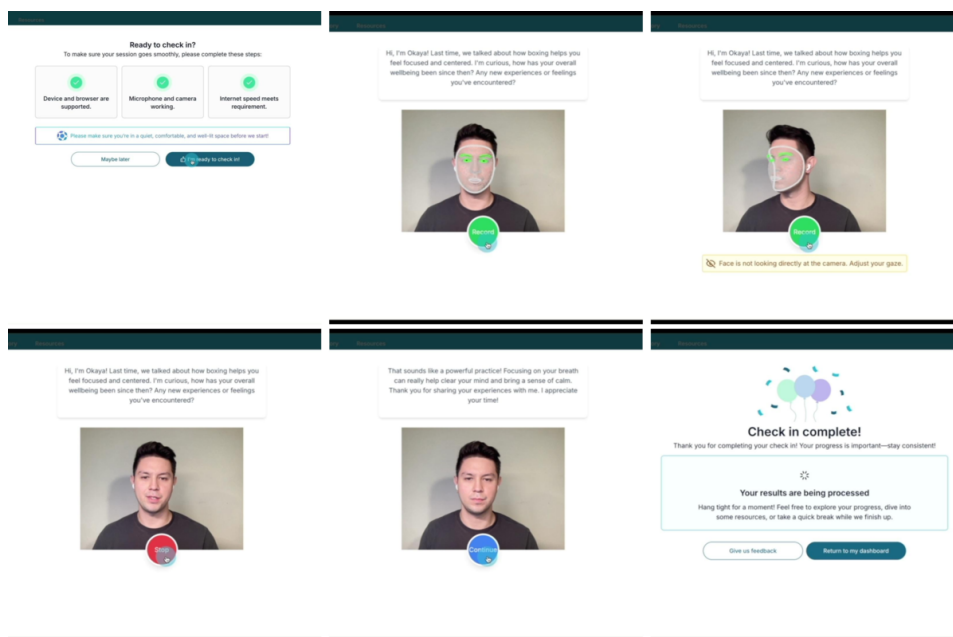 Resources
Ready to check in?
To make sure your session goes smoothly, please complete these steps:
Device and browser are
supported.
Microphone and camera
working.
Internet speed meets
requirement.
Please make sure you're in a quiet, comfortable, and well-lit space before we start!
Maybe later
ready to check in!
Resources
Hi, I'm Okaya! Last time, we talked about how boxing helps you
feel focused and centered. I'm curious, how has your overall
wellbeing been since then? Any new experiences or feelings
you've encountered?
Record
Resources
Hi, I'm Okaya! Last time, we talked about how boxing helps you
feel focused and centered. I'm curious, how has your overall
wellbeing been since then? Any new experiences or feelings
you've encountered?
Record
Face is not looking directly at the camera. Adjust your gaze.
Resources
Hi, I'm Okaya! Last time, we talked about how boxing helps you
feel focused and centered. I'm curious, how has your overall
wellbeing been since then? Any new experiences or feelings
you've encountered?
Stop
Resources
That sounds like a powerful practice! Focusing on your breath
can really help clear your mind and bring a sense of calm.
Thank you for sharing your experiences with me. I appreciate
your time!
Continue
Resources
Check in complete!
Thank you for completing your check in! Your progress is important—stay consistent!
Your results are being processed
Hang tight for a moment! Feel free to explore your progress, dive into
some resources, or take a quick break while we finish up.
Give us feedback
Return to my dashboard